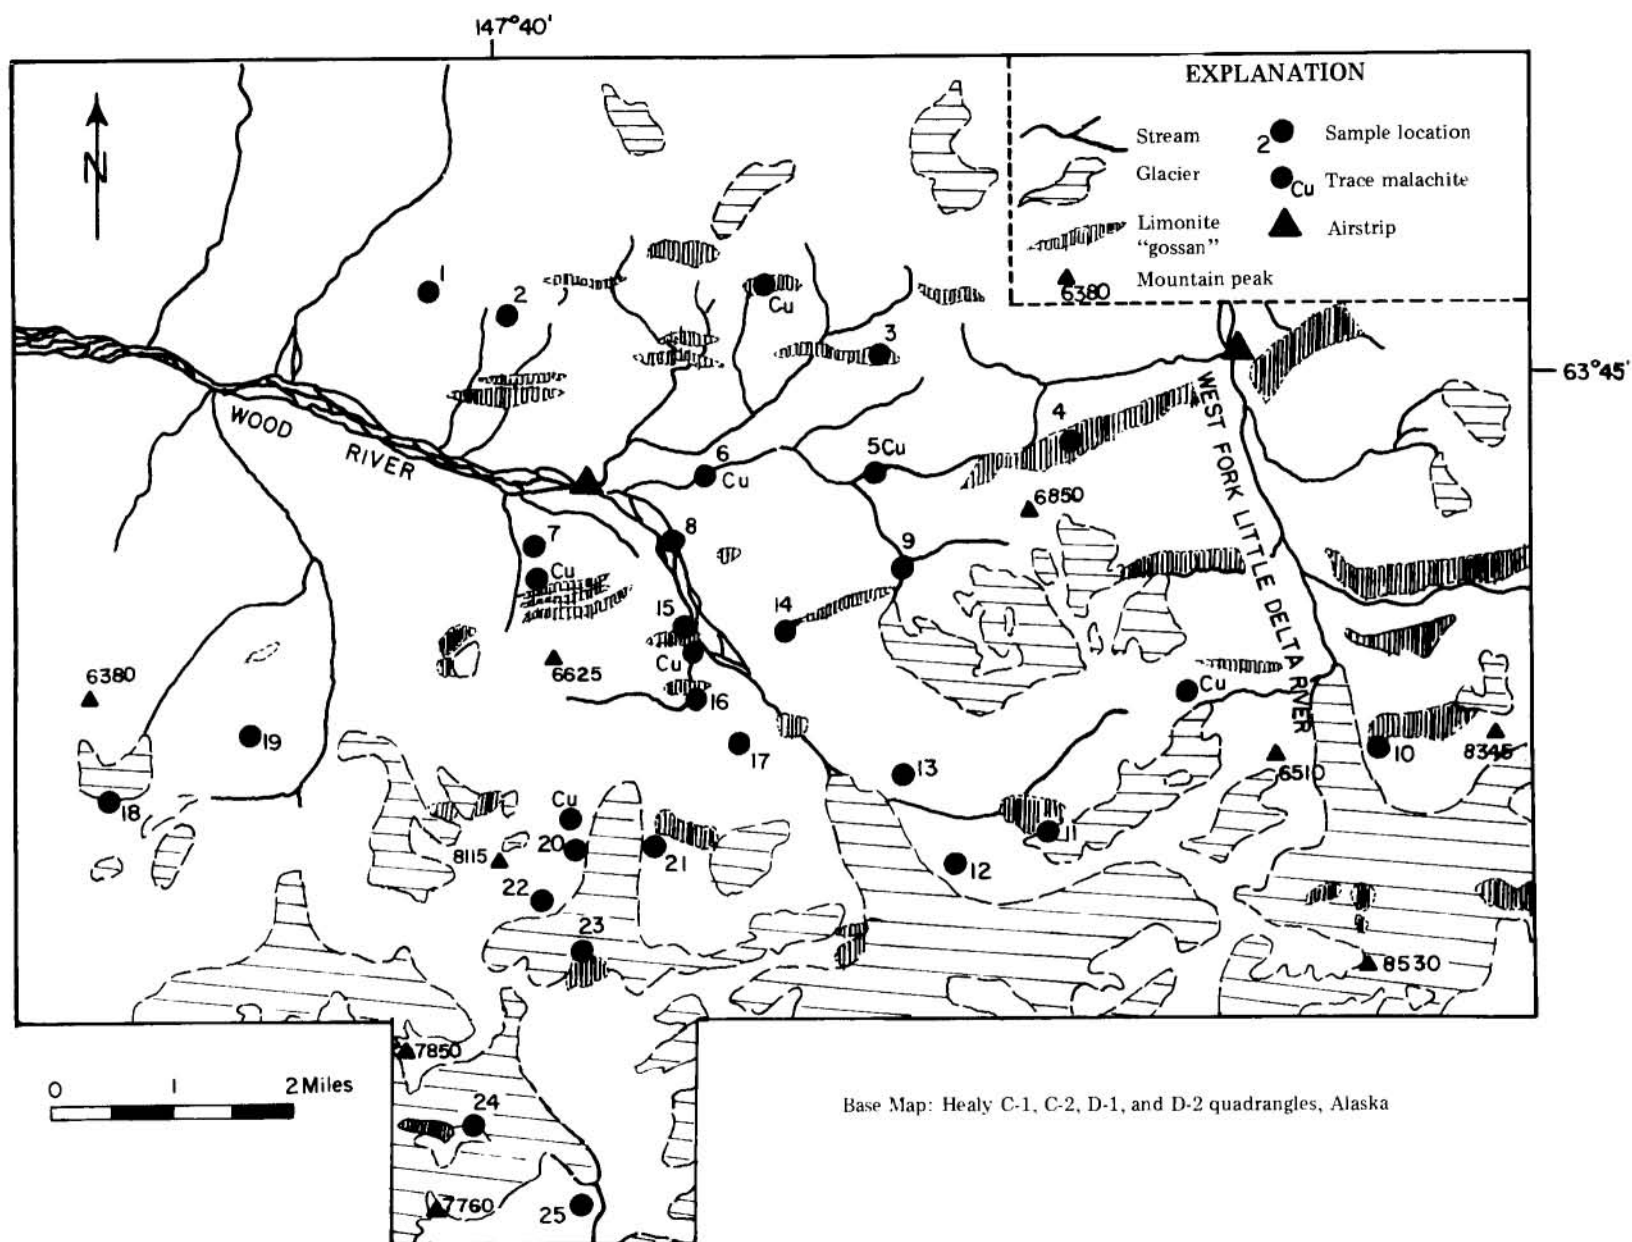 147°40'
EXPLANATION
Stream
2 Sample location
Glacier
Cu Trace malachite
Limonite
"gossan"
Airstrip
6380 Mountain peak
N
1
2
Cu
3
63°45'
WOOD
RIVER
4
WEST FORK LITTLE DELTA RIVER
6
Cu
5Cu
6850
7
8
9
Cu
15
14
Cu
6625
6380
16
Cu
19
17
13
6510
10
8345
18
Cu
20
21
8115
11
12
22
23
8530
7850
0 1 2 Miles
24
Base Map: Healy C-1, C-2, D-1, and D-2 quadrangles, Alaska
7760
25